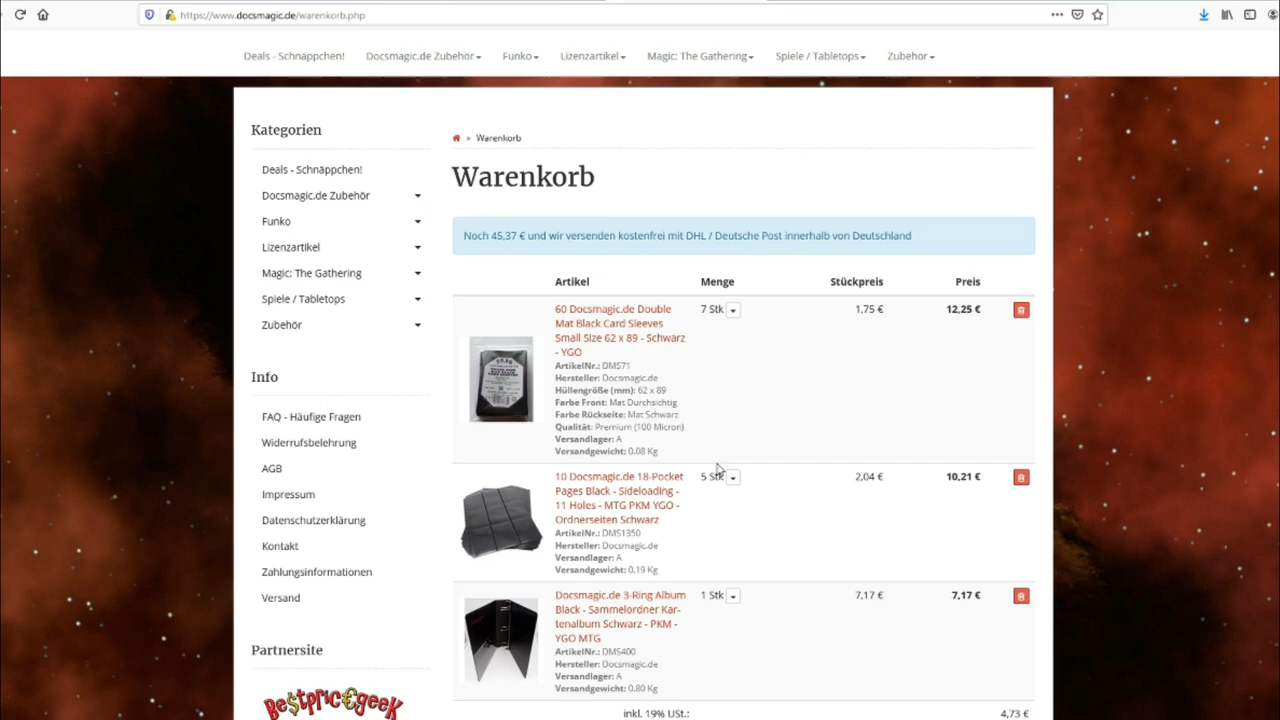 https://www.docsmagic.de/warenkorb.php
Deals - Schnäppchen! Docsmagic.de Zubehör Funko Lizenzartikel Magic: The Gathering Spiele / Tabletops Zubehör
Kategorien
Deals - Schnäppchen!
Docsmagic.de Zubehör
Funko
Lizenzartikel
Magic: The Gathering
Spiele / Tabletops
Zubehör
Info
FAQ - Häufige Fragen
Widerrufsbelehrung
AGB
Impressum
Datenschutzerklärung
Kontakt
Zahlungsinformationen
Versand
Partnersite
Be$tpric€geek
» Warenkorb
Warenkorb
Noch 45,37 € und wir versenden kostenfrei mit DHL / Deutsche Post innerhalb von Deutschland
Artikel Menge Stückpreis Preis
60 Docsmagic.de Double 7 Stk 1,75 € 12,25 €
Mat Black Card Sleeves
Small Size 62 x 89 - Schwarz
- YGO
ArtikelNr.: DMS71
Hersteller: Docsmagic.de
Hüllengröße (mm): 62 x 89
Farbe Front: Mat Durchsichtig
Farbe Rückseite: Mat Schwarz
Qualität: Premium (100 Micron)
Versandlager: A
Versandgewicht: 0.08 Kg
10 Docsmagic.de 18-Pocket 5 Stk 2,04 € 10,21 €
Pages Black - Sideloading -
11 Holes - MTG PKM YGO -
Ordnerseiten Schwarz
ArtikelNr.: DMS1350
Hersteller: Docsmagic.de
Versandlager: A
Versandgewicht: 0.19 Kg
Docsmagic.de 3-Ring Album 1 Stk 7,17 € 7,17 €
Black - Sammelordner Kar-
tenalbum Schwarz - PKM -
YGO MTG
ArtikelNr.: DMS400
Hersteller: Docsmagic.de
Versandlager: A
Versandgewicht: 0.80 Kg
inkl. 19% USt.: 4,73 €